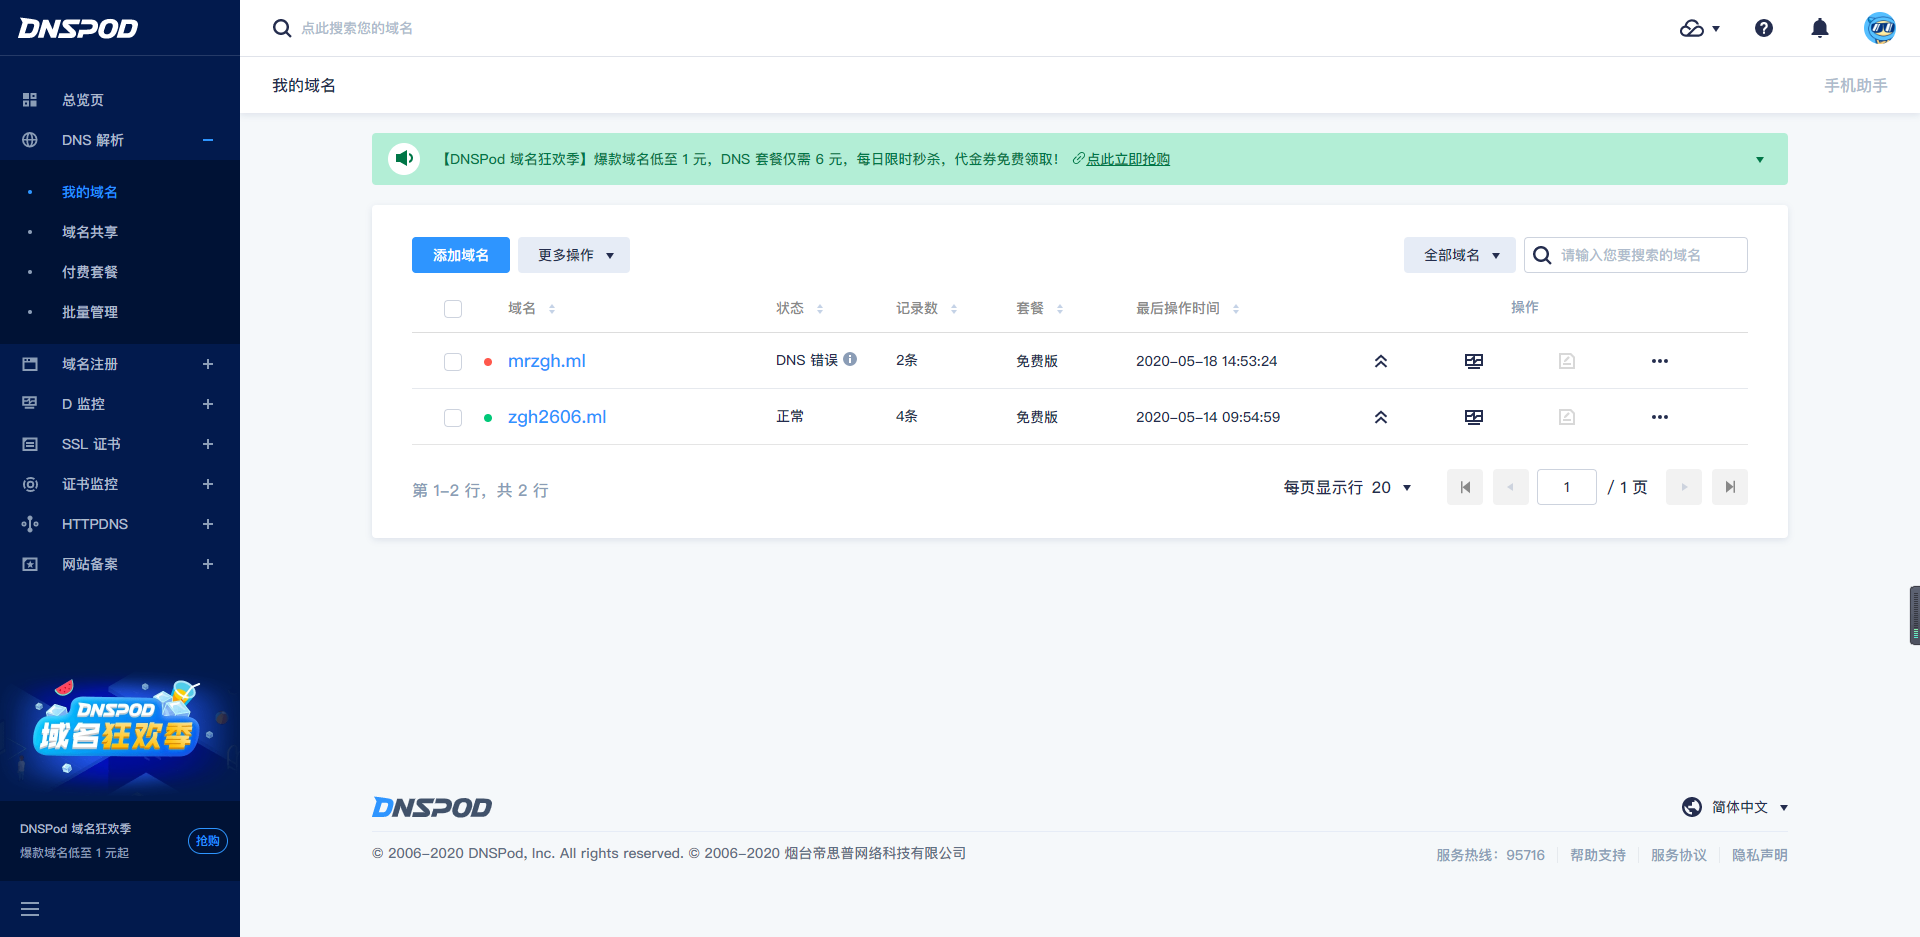 DNSPOD
点此搜索您的域名
总览页
DNS 解析
我的域名
域名共享
付费套餐
批量管理
域名注册
D 监控
SSL 证书
证书监控
HTTPDNS
网站备案
DNSPOD
域名狂欢季
DNSPod 域名狂欢季
爆款域名低至 1 元起
抢购
我的域名
手机助手
【DNSPod 域名狂欢季】爆款域名低至 1 元，DNS 套餐仅需 6 元，每日限时秒杀，代金券免费领取！ 点此立即抢购
添加域名
更多操作
全部域名
请输入您要搜索的域名
域名 状态 记录数 套餐 最后操作时间 操作
mrzgh.ml DNS 错误 2条 免费版 2020-05-18 14:53:24
zgh2606.ml 正常 4条 免费版 2020-05-14 09:54:59
第 1-2 行，共 2 行
每页显示行 20
1 / 1 页
DNSPOD
简体中文
© 2006-2020 DNSPod, Inc. All rights reserved. © 2006-2020 烟台帝思普网络科技有限公司
服务热线：95716 帮助支持 服务协议 隐私声明